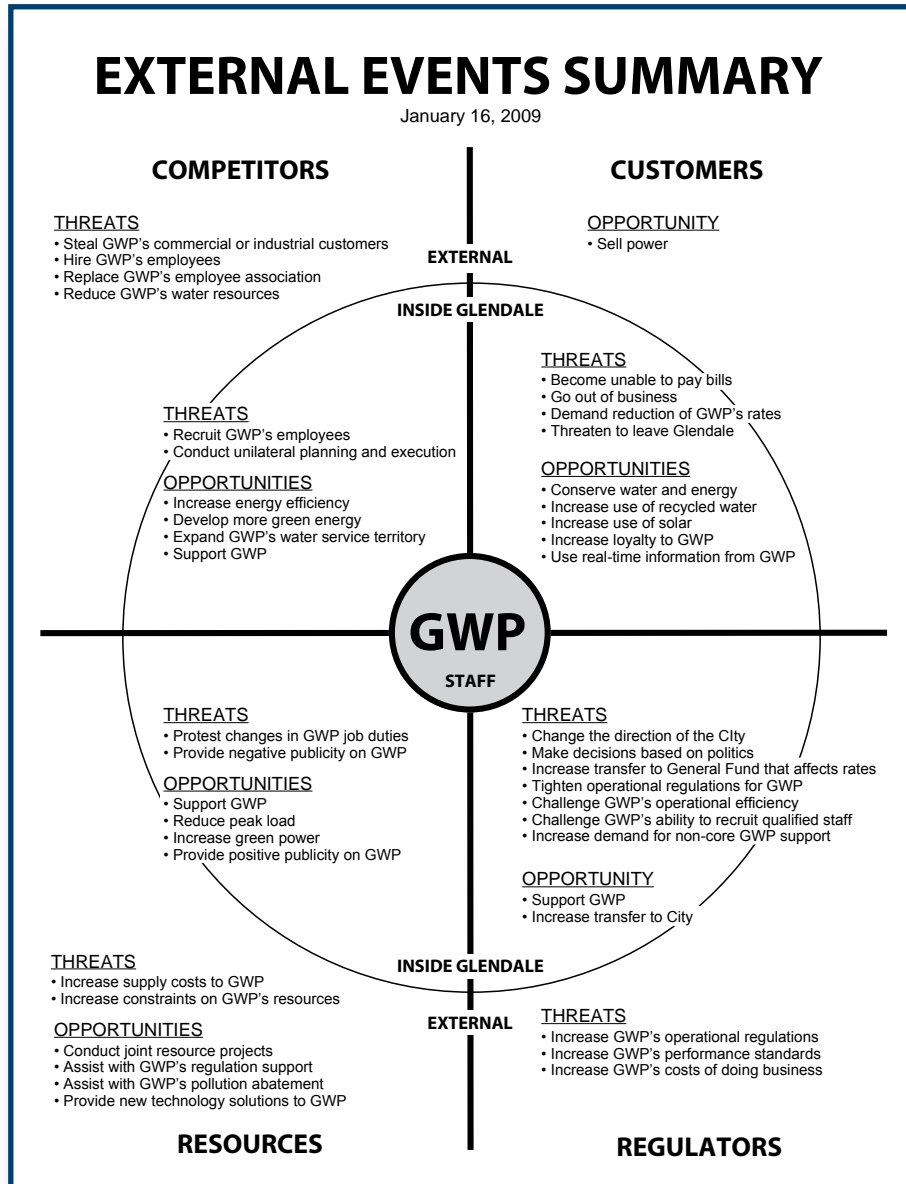 EXTERNAL EVENTS SUMMARY
January 16, 2009
COMPETITORS
THREATS
• Steal GWP's commercial or industrial customers
• Hire GWP's employees
• Replace GWP's employee association
• Reduce GWP's water resources
CUSTOMERS
OPPORTUNITY
• Sell power
EXTERNAL
INSIDE GLENDALE
THREATS
• Recruit GWP's employees
• Conduct unilateral planning and execution
OPPORTUNITIES
• Increase energy efficiency
• Develop more green energy
• Expand GWP's water service territory
• Support GWP
THREATS
• Become unable to pay bills
• Go out of business
• Demand reduction of GWP's rates
• Threaten to leave Glendale
OPPORTUNITIES
• Conserve water and energy
• Increase use of recycled water
• Increase use of solar
• Increase loyalty to GWP
• Use real-time information from GWP
GWP
STAFF
THREATS
• Protest changes in GWP job duties
• Provide negative publicity on GWP
OPPORTUNITIES
• Support GWP
• Reduce peak load
• Increase green power
• Provide positive publicity on GWP
THREATS
• Change the direction of the CIty
• Make decisions based on politics
• Increase transfer to General Fund that affects rates
• Tighten operational regulations for GWP
• Challenge GWP's operational efficiency
• Challenge GWP's ability to recruit qualified staff
• Increase demand for non-core GWP support
OPPORTUNITY
• Support GWP
• Increase transfer to City
INSIDE GLENDALE
EXTERNAL
THREATS
• Increase supply costs to GWP
• Increase constraints on GWP's resources
OPPORTUNITIES
• Conduct joint resource projects
• Assist with GWP's regulation support
• Assist with GWP's pollution abatement
• Provide new technology solutions to GWP
RESOURCES
THREATS
• Increase GWP's operational regulations
• Increase GWP's performance standards
• Increase GWP's costs of doing business
REGULATORS